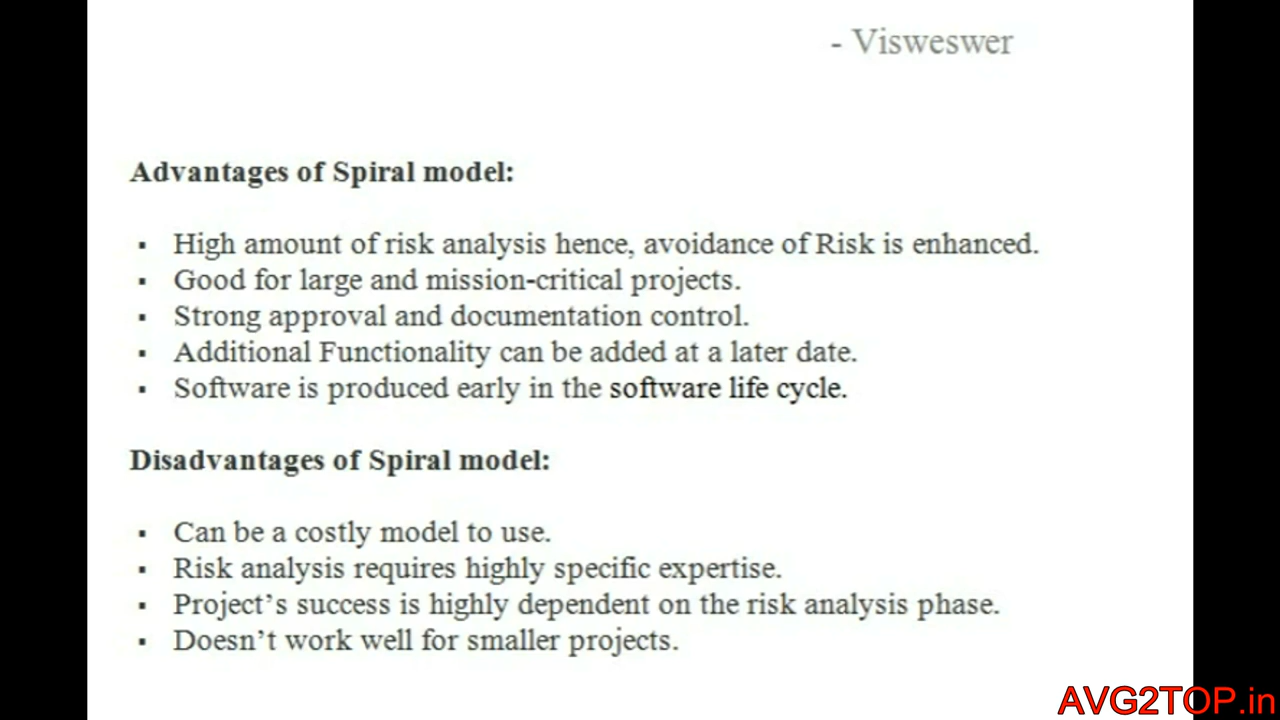 - Visweswer
Advantages of Spiral model:
▪ High amount of risk analysis hence, avoidance of Risk is enhanced.
▪ Good for large and mission-critical projects.
▪ Strong approval and documentation control.
▪ Additional Functionality can be added at a later date.
▪ Software is produced early in the software life cycle.
Disadvantages of Spiral model:
▪ Can be a costly model to use.
▪ Risk analysis requires highly specific expertise.
▪ Project’s success is highly dependent on the risk analysis phase.
▪ Doesn’t work well for smaller projects.
AVG2TOP.in